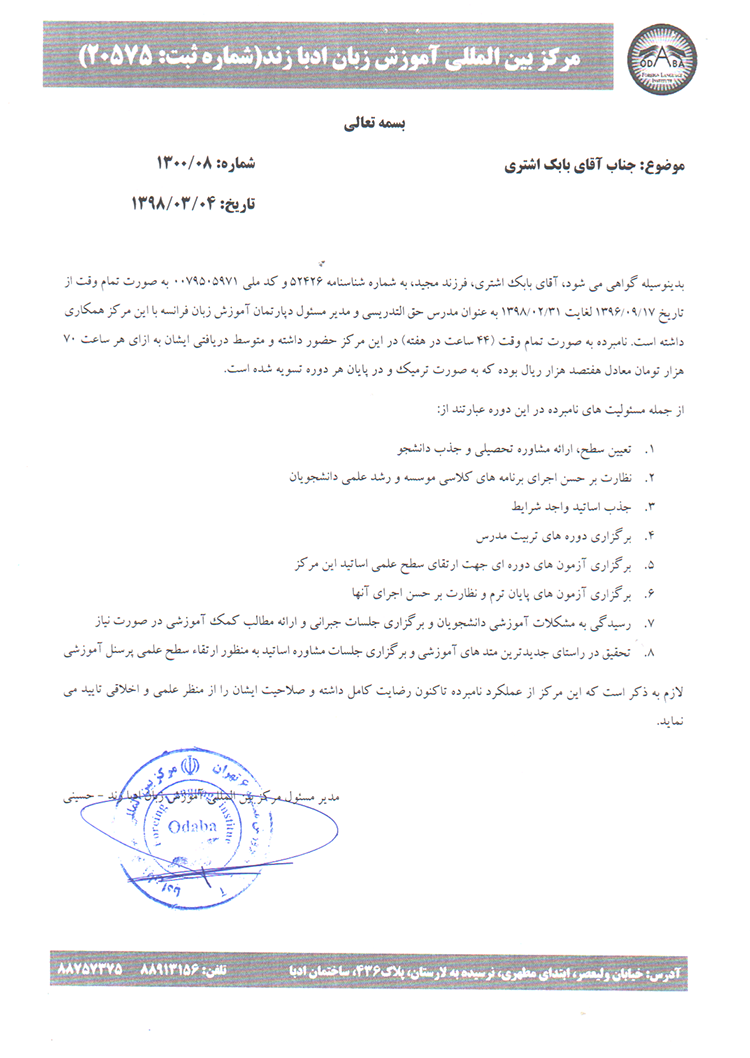 مرکز بین المللی آموزش زبان ادبا زند(شماره ثبت: ۲۰۵۷۵)
ODABA
FOREIGN LANGUAGE
INSTITUTE
بسمه تعالی
موضوع: جناب آقای بابک اشتری
شماره: ۱۳۰۰/۰۸
تاریخ: ۱۳۹۸/۰۳/۰۴
بدینوسیله گواهی می شود، آقای بابک اشتری، فرزند مجید، به شماره شناسنامه ۵۲۴۲۶ و کد ملی ۰۰۷۹۵۰۵۹۷۱ به صورت تمام وقت از
تاریخ ۱۳۹۶/۰۹/۱۷ لغایت ۱۳۹۸/۰۲/۳۱ به عنوان مدرس حق التدریسی و مدیر مسئول دپارتمان آموزش زبان فرانسه با این مرکز همکاری
داشته است. نامبرده به صورت تمام وقت (۴۴ ساعت در هفته) در این مرکز حضور داشته و متوسط دریافتی ایشان به ازای هر ساعت ۷۰
هزار تومان معادل هفتصد هزار ریال بوده که به صورت ترمیک و در پایان هر دوره تسویه شده است.
از جمله مسئولیت های نامبرده در این دوره عبارتند از:
۱. تعیین سطح، ارائه مشاوره تحصیلی و جذب دانشجو
۲. نظارت بر حسن اجرای برنامه های کلاسی موسسه و رشد علمی دانشجویان
۳. جذب اساتید واجد شرایط
۴. برگزاری دوره های تربیت مدرس
۵. برگزاری آزمون های دوره ای جهت ارتقای سطح علمی اساتید این مرکز
۶. برگزاری آزمون های پایان ترم و نظارت بر حسن اجرای آنها
۷. رسیدگی به مشکلات آموزشی دانشجویان و برگزاری جلسات جبرانی و ارائه مطالب کمک آموزشی در صورت نیاز
۸. تحقیق در راستای جدیدترین متد های آموزشی و برگزاری جلسات مشاوره اساتید به منظور ارتقاء سطح علمی پرسنل آموزشی
لازم به ذکر است که این مرکز از عملکرد نامبرده تاکنون رضایت کامل داشته و صلاحیت ایشان را از منظر علمی و اخلاقی تایید می
نماید.
مدیر مسئول مرکز بین المللی آموزش زبان ادبا زند - حسینی
مرکز بین المللی
۶ تهران
Odaba
institute
آدرس: خیابان ولیعصر، ابتدای مطهری، نرسیده به لارستان، پلاک۴۳۶، ساختمان ادبا
تلفن: ۸۸۹۱۳۱۵۶ ۸۸۷۵۷۳۷۵